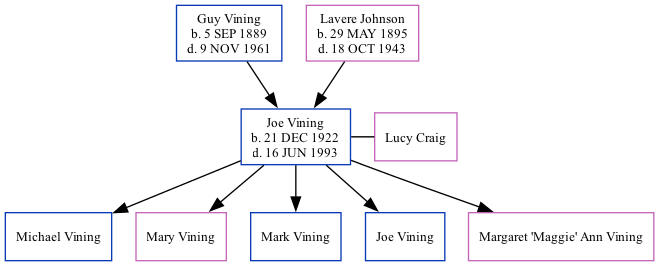 Guy Vining
b. 5 SEP 1889
d. 9 NOV 1961
Lavere Johnson
b. 29 MAY 1895
d. 18 OCT 1943
Joe Vining
b. 21 DEC 1922
d. 16 JUN 1993
Lucy Craig
Michael Vining
Mary Vining
Mark Vining
Joe Vining
Margaret 'Maggie' Ann Vining